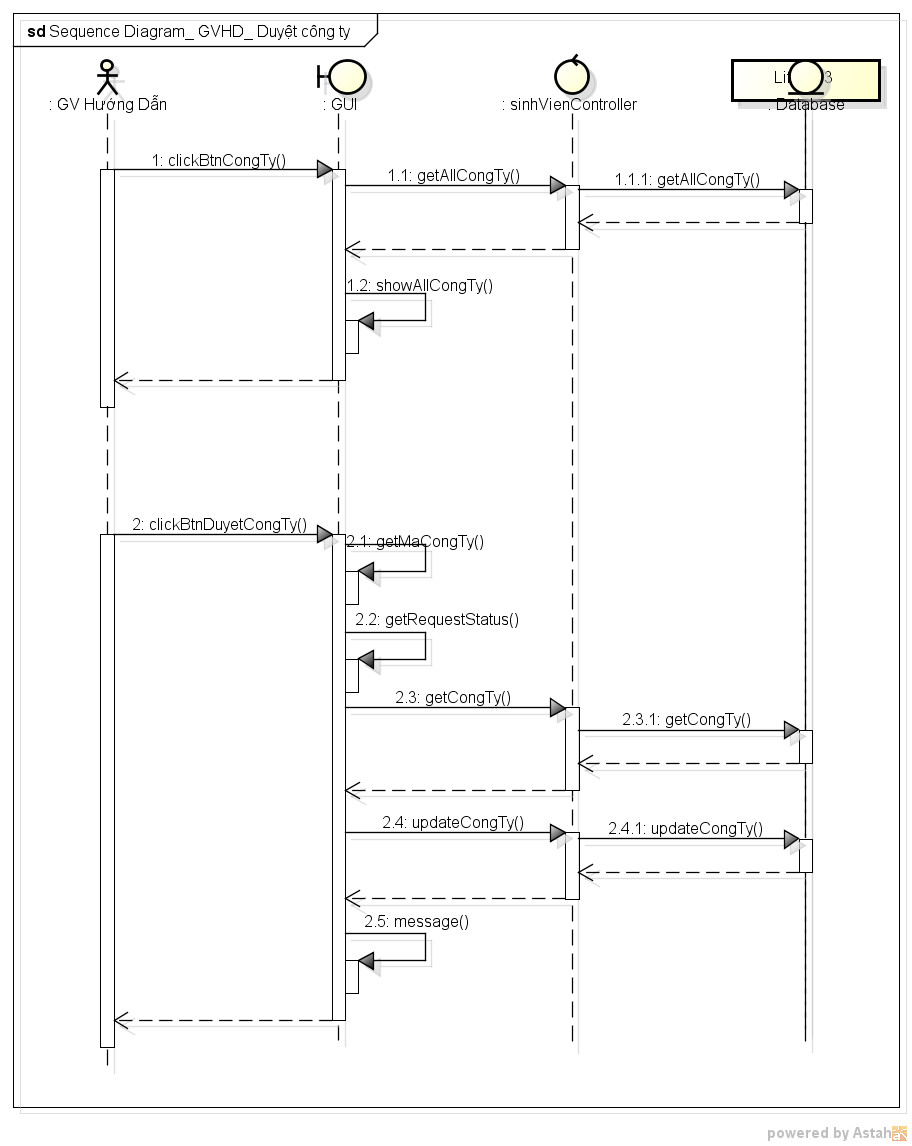 sd Sequence Diagram_ GVHD_ Duyệt công ty
: GV Hướng Dẫn
: GUI
: sinhVienController
: Database
1: clickBtnCongTy()
1.1: getAllCongTy()
1.1.1: getAllCongTy()
1.2: showAllCongTy()
2: clickBtnDuyetCongTy()
2.1: getMaCongTy()
2.2: getRequestStatus()
2.3: getCongTy()
2.3.1: getCongTy()
2.4: updateCongTy()
2.4.1: updateCongTy()
2.5: message()
powered by Astah